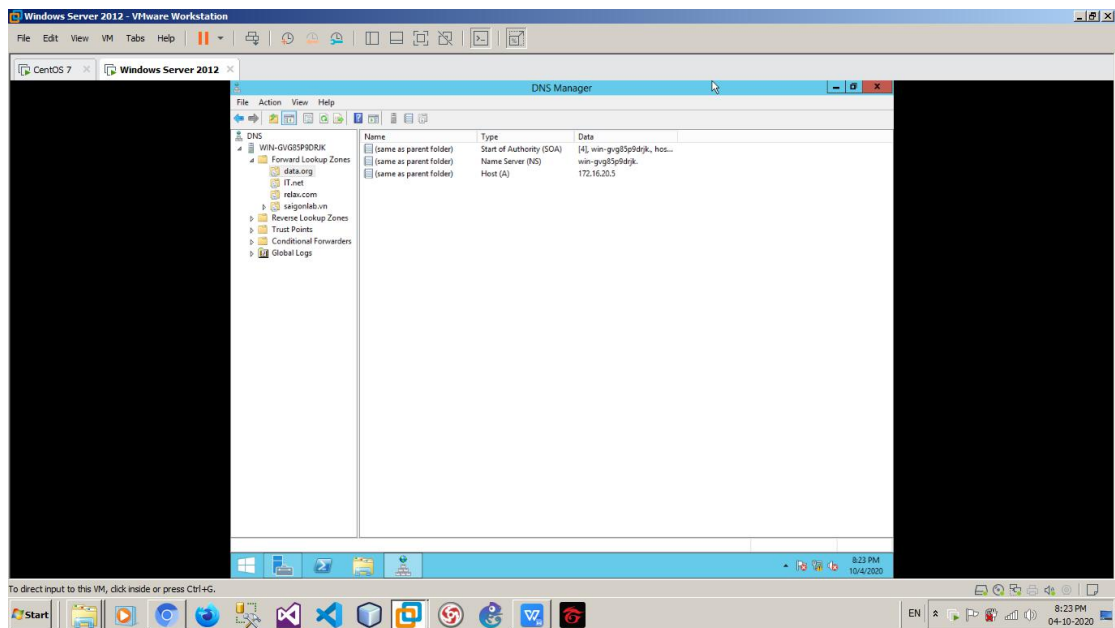 Windows Server 2012 - VMware Workstation
File Edit View VM Tabs Help
CentOS 7 Windows Server 2012
DNS Manager
File Action View Help
DNS
WIN-GVG85P9DRJK
Forward Lookup Zones
data.org
IT.net
relax.com
saigonlab.vn
Reverse Lookup Zones
Trust Points
Conditional Forwarders
Global Logs
Name Type Data
(same as parent folder) Start of Authority (SOA) [4], win-gvg85p9drjk., hos...
(same as parent folder) Name Server (NS) win-gvg85p9drjk.
(same as parent folder) Host (A) 172.16.20.5
8:23 PM
10/4/2020
To direct input to this VM, click inside or press Ctrl+G.
Start
EN
8:23 PM
04-10-2020